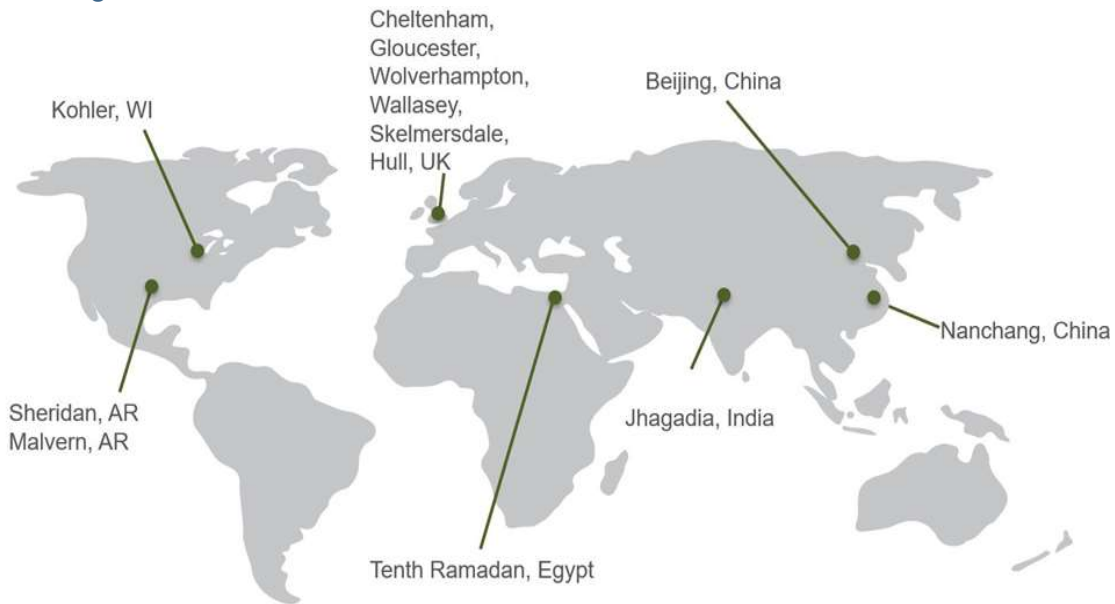 Cheltenham,
Gloucester,
Wolverhampton,
Wallasey,
Skelmersdale,
Hull, UK
Kohler, WI
Beijing, China
Nanchang, China
Sheridan, AR
Malvern, AR
Jhagadia, India
Tenth Ramadan, Egypt